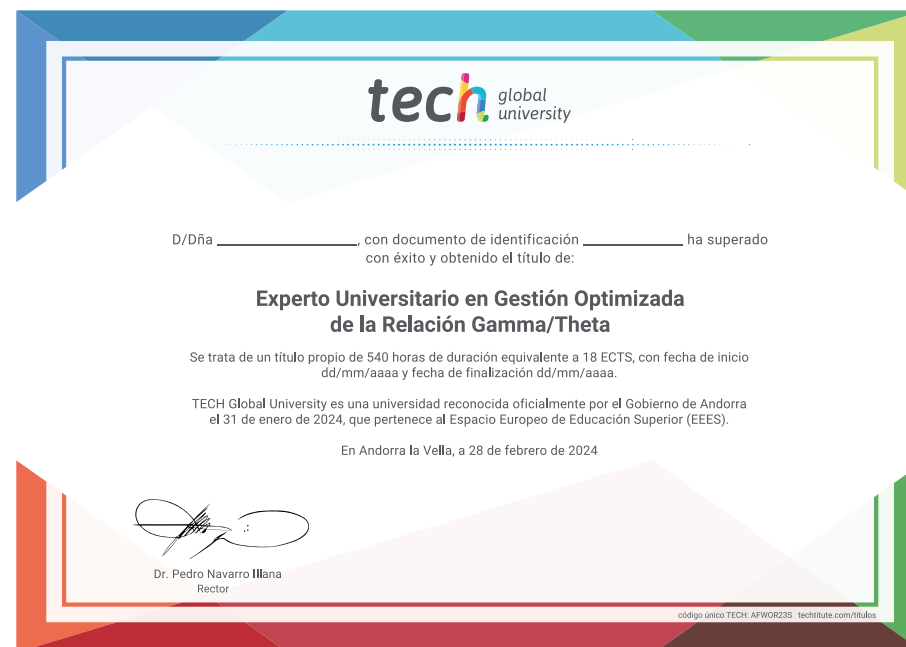 tech global university
D/Dña ____________________, con documento de identificación ______________ ha superado
con éxito y obtenido el título de:
Experto Universitario en Gestión Optimizada
de la Relación Gamma/Theta
Se trata de un título propio de 540 horas de duración equivalente a 18 ECTS, con fecha de inicio
dd/mm/aaaa y fecha de finalización dd/mm/aaaa.
TECH Global University es una universidad reconocida oficialmente por el Gobierno de Andorra
el 31 de enero de 2024, que pertenece al Espacio Europeo de Educación Superior (EEES).
En Andorra la Vella, a 28 de febrero de 2024
Dr. Pedro Navarro Illana
Rector
código único TECH: AFWOR23S techtitute.com/titulos